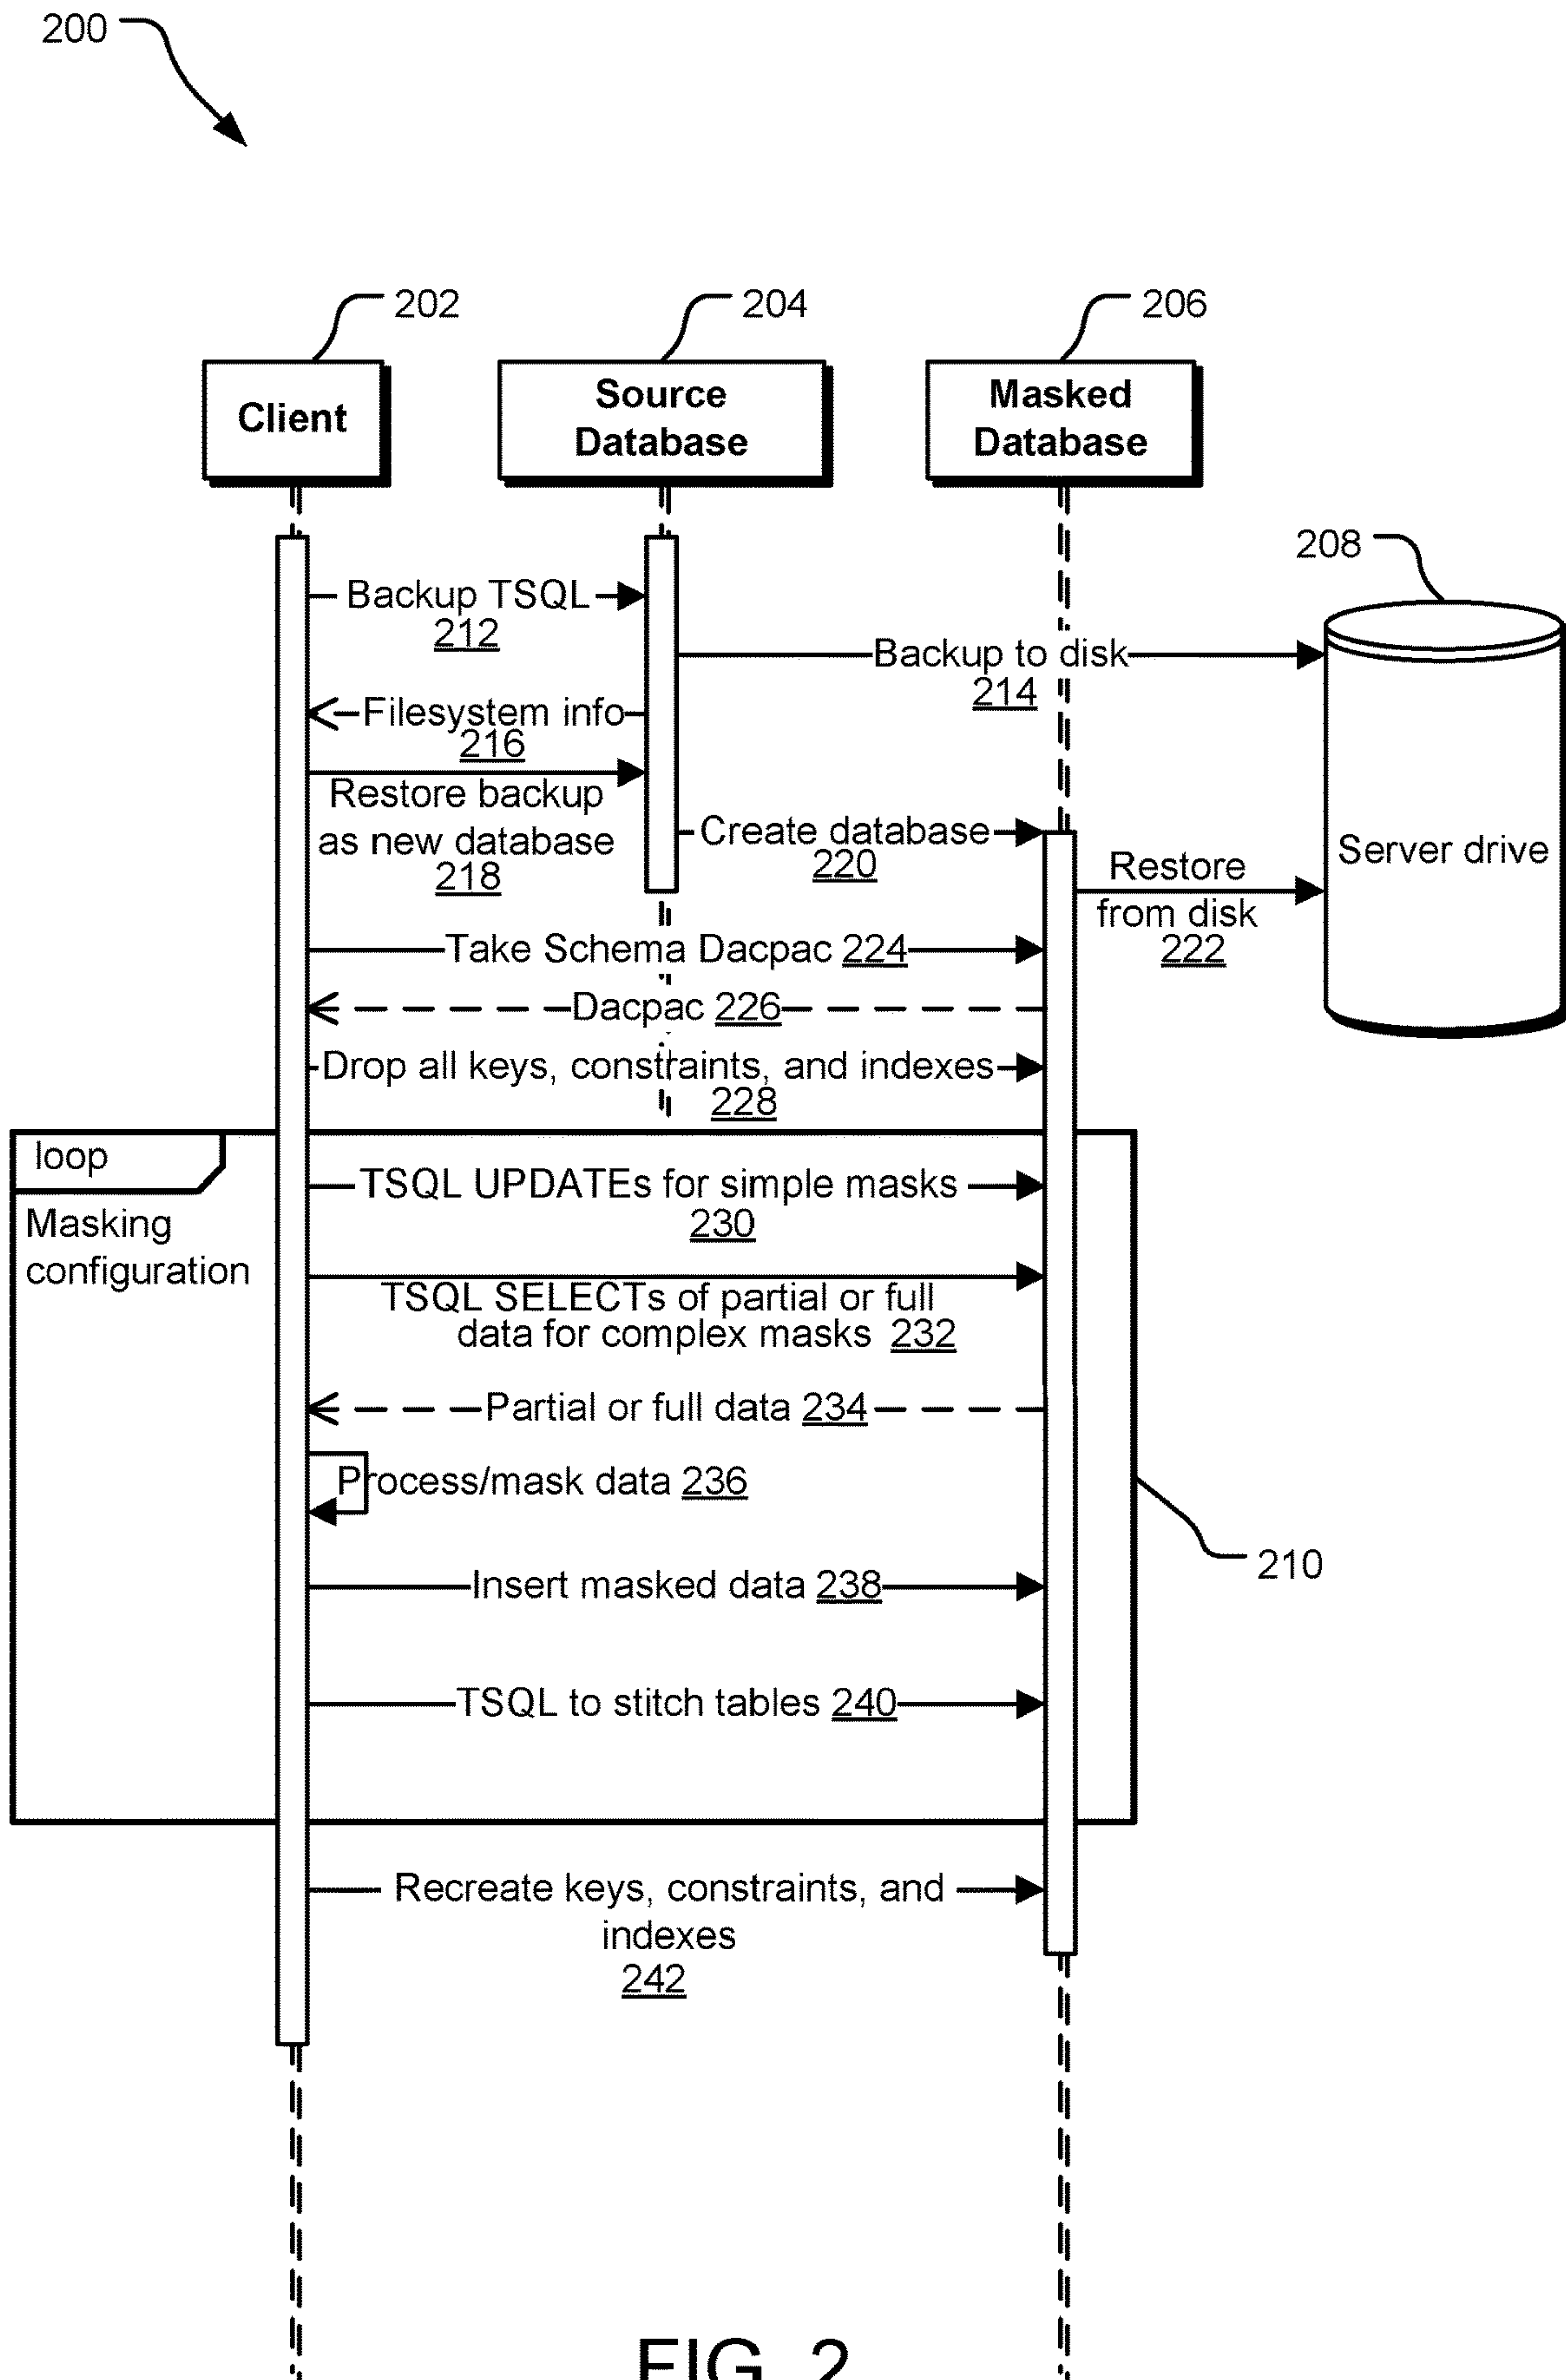 200
202
204
206
Client
Source
Database
Masked
Database
208
Backup TSQL
212
Backup to disk
214
Filesystem info
216
Restore backup
as new database
218
Create database
220
Server drive
Restore
from disk
222
Take Schema Dacpac 224
Dacpac 226
Drop all keys, constraints, and indexes
228
loop
Masking
configuration
TSQL UPDATEs for simple masks
230
TSQL SELECTs of partial or full
data for complex masks 232
Partial or full data 234
Process/mask data 236
210
Insert masked data 238
TSQL to stitch tables 240
Recreate keys, constraints, and
indexes
242
FIG. 2